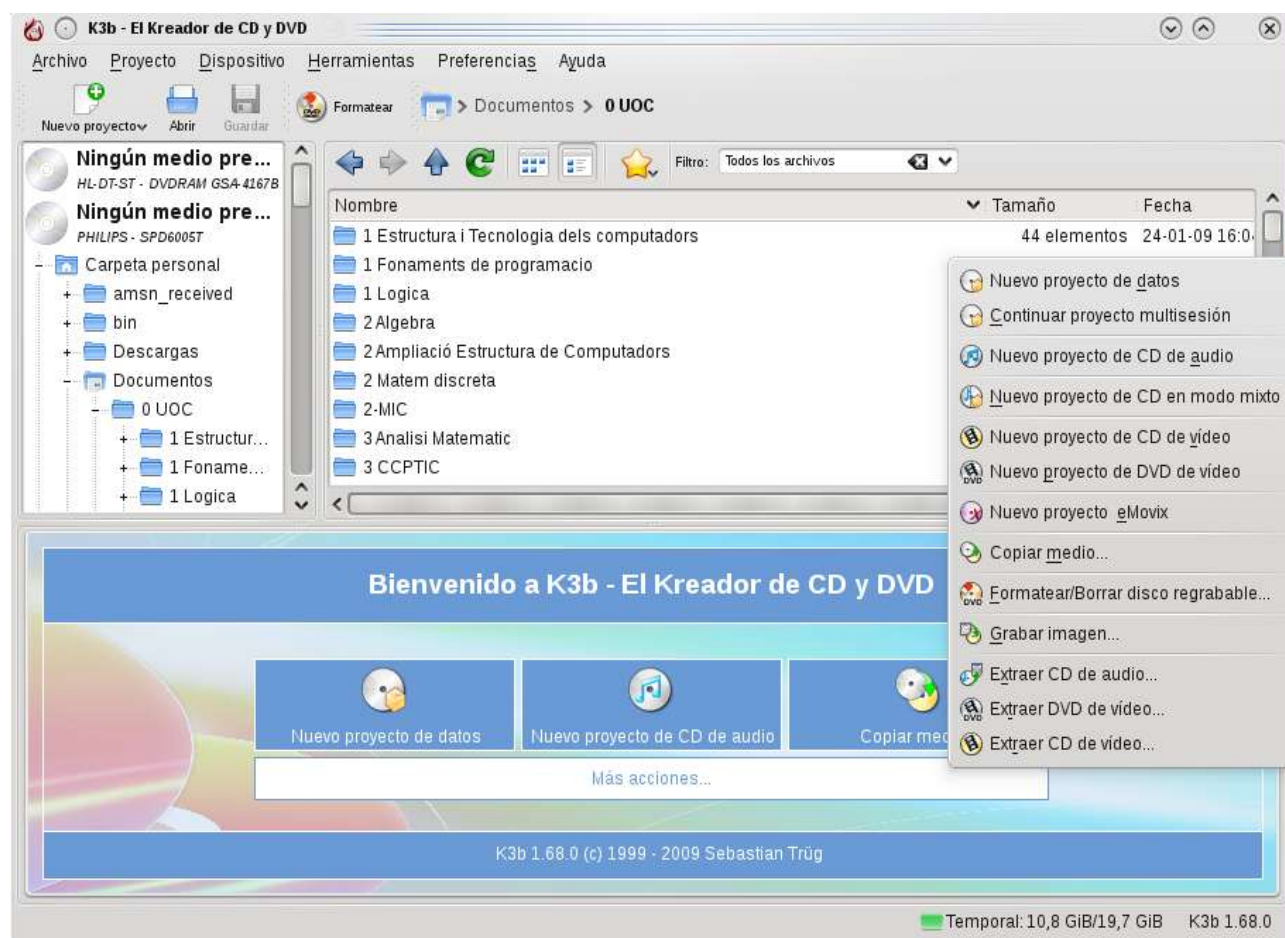 K3b - El Kreador de CD y DVD
Archivo Proyecto Dispositivo Herramientas Preferencias Ayuda
Nuevo proyecto Abrir Guardar Formatear > Documentos > 0 UOC
Ningún medio pre...
HL-DT-ST - DVDRAM GSA-4167B
Ningún medio pre...
PHILIPS - SPD6005T
Carpeta personal
amsn_received
bin
Descargas
Documentos
0 UOC
1 Estructur...
1 Foname...
1 Logica
Filtro: Todos los archivos
Nombre Tamaño Fecha
1 Estructura i Tecnologia dels computadors 44 elementos 24-01-09 16:0
1 Fonaments de programacio
1 Logica
2 Algebra
2 Ampliació Estructura de Computadors
2 Matem discreta
2-MIC
3 Analisi Matematic
3 CCPTIC
Nuevo proyecto de datos
Continuar proyecto multisesión
Nuevo proyecto de CD de audio
Nuevo proyecto de CD en modo mixto
Nuevo proyecto de CD de vídeo
Nuevo proyecto de DVD de vídeo
Nuevo proyecto eMovix
Copiar medio...
Formatear/Borrar disco regrabable...
Grabar imagen...
Extraer CD de audio...
Extraer DVD de vídeo...
Extraer CD de vídeo...
Bienvenido a K3b - El Kreador de CD y DVD
Nuevo proyecto de datos
Nuevo proyecto de CD de audio
Copiar med
Más acciones...
K3b 1.68.0 (c) 1999 - 2009 Sebastian Trüg
Temporal: 10,8 GiB/19,7 GiB K3b 1.68.0